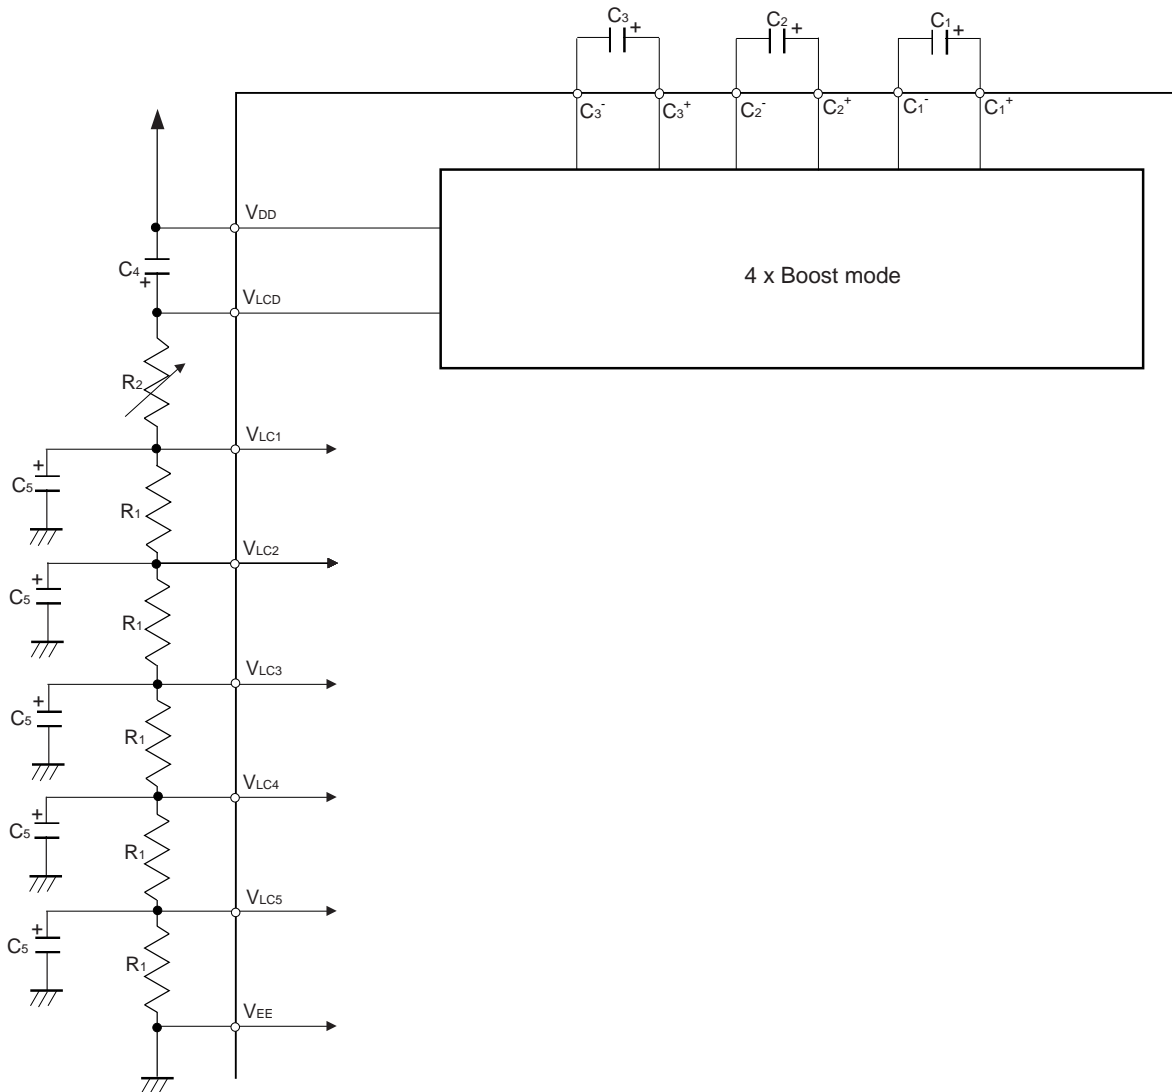 C3 + C2 + C1 +
C3- C3+ C2- C2+ C1- C1+
VDD
C4 +
4 x Boost mode
VLCD
R2
VLC1
+
C5
R1
VLC2
+
C5
R1
VLC3
+
C5
R1
VLC4
+
C5
R1
VLC5
+
C5
R1
VEE